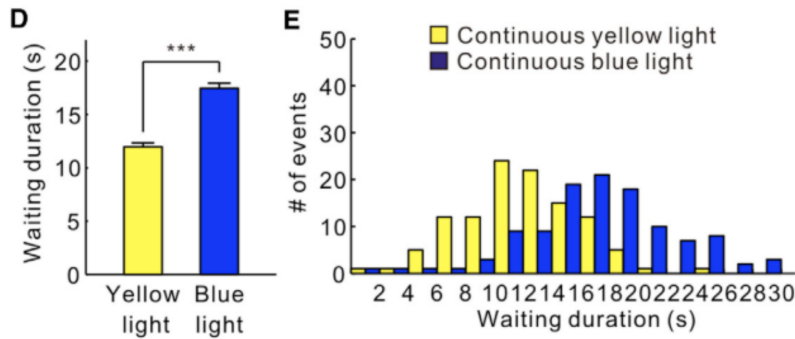 D
***
Waiting duration (s)
20
15
10
5
0
Yellow light
Blue light
E
Continuous yellow light
Continuous blue light
# of events
50
40
30
20
10
0
2 4 6 8 10 12 14 16 18 20 22 24 26 28 30
Waiting duration (s)